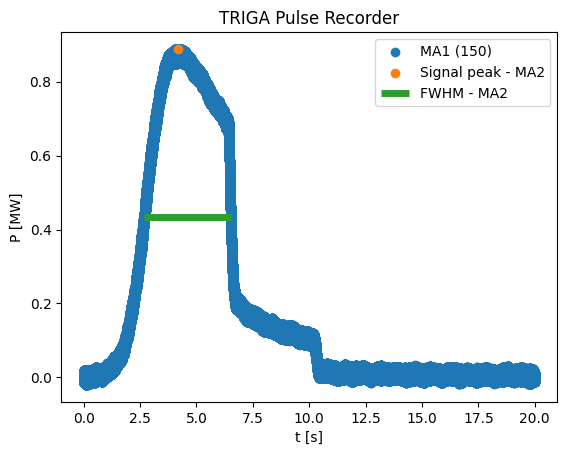 TRIGA Pulse Recorder
MA1 (150)
Signal peak - MA2
FWHM - MA2
P [MW]
0.8
0.6
0.4
0.2
0.0
0.0 2.5 5.0 7.5 10.0 12.5 15.0 17.5 20.0
t [s]